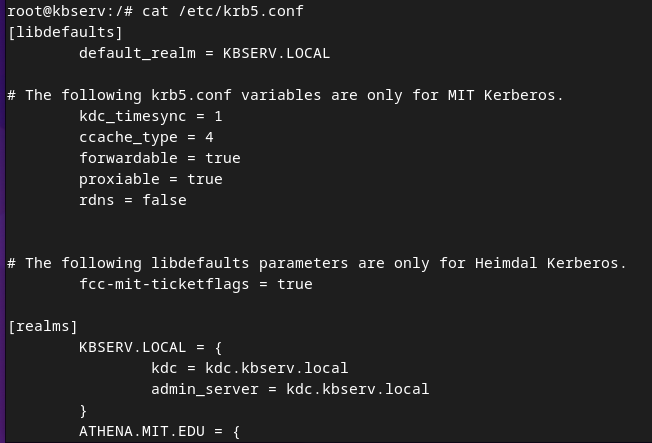 root@kbserv:/# cat /etc/krb5.conf
[libdefaults]
        default_realm = KBSERV.LOCAL

# The following krb5.conf variables are only for MIT Kerberos.
        kdc_timesync = 1
        ccache_type = 4
        forwardable = true
        proxiable = true
        rdns = false


# The following libdefaults parameters are only for Heimdal Kerberos.
        fcc-mit-ticketflags = true

[realms]
        KBSERV.LOCAL = {
                kdc = kdc.kbserv.local
                admin_server = kdc.kbserv.local
        }
        ATHENA.MIT.EDU = {